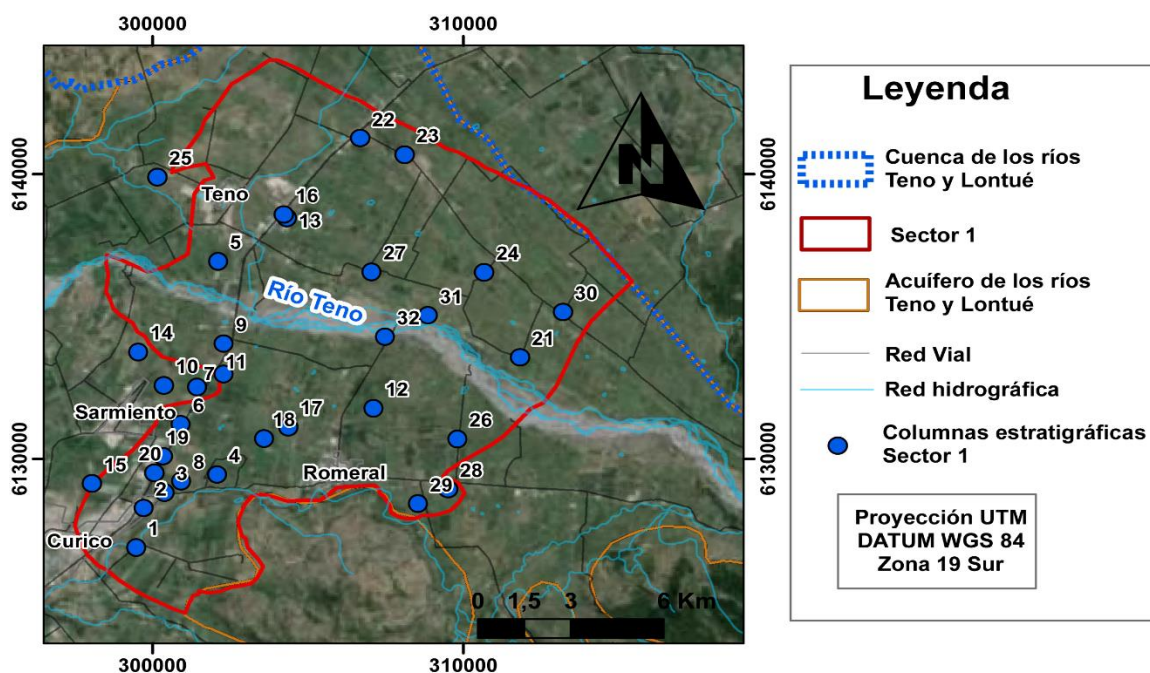 300000
310000
6140000
6130000
22
23
25
Teno
16
13
5
27
24
Río Teno
31
30
32
9
14
21
11
10
7
12
Sarmiento
6
17
26
18
19
20
15
8
4
Romeral
3
28
2
29
1
Curico
0 1,5 3 6 Km
300000
310000
6140000
6130000
N
Leyenda
Cuenca de los ríos
Teno y Lontué
Sector 1
Acuífero de los ríos
Teno y Lontué
Red Vial
Red hidrográfica
Columnas estratigráficas
Sector 1
Proyección UTM
DATUM WGS 84
Zona 19 Sur